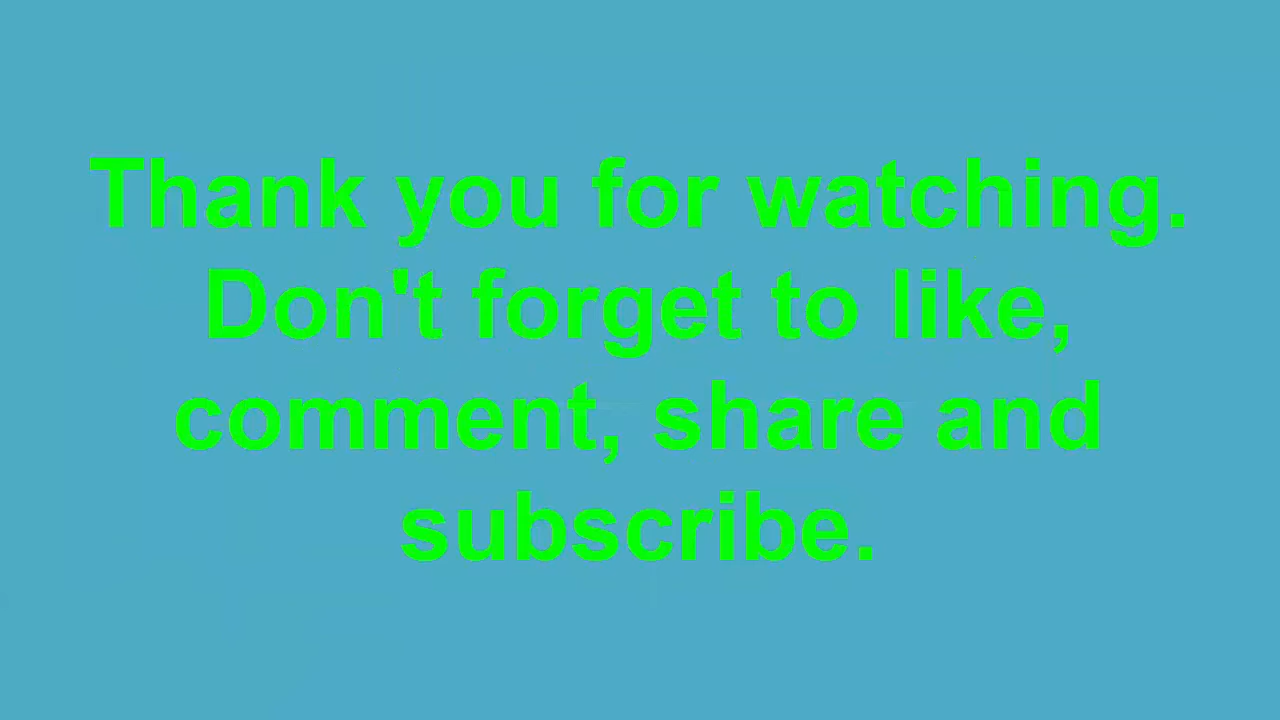 Thank you for watching.
Don't forget to like,
comment, share and
subscribe.